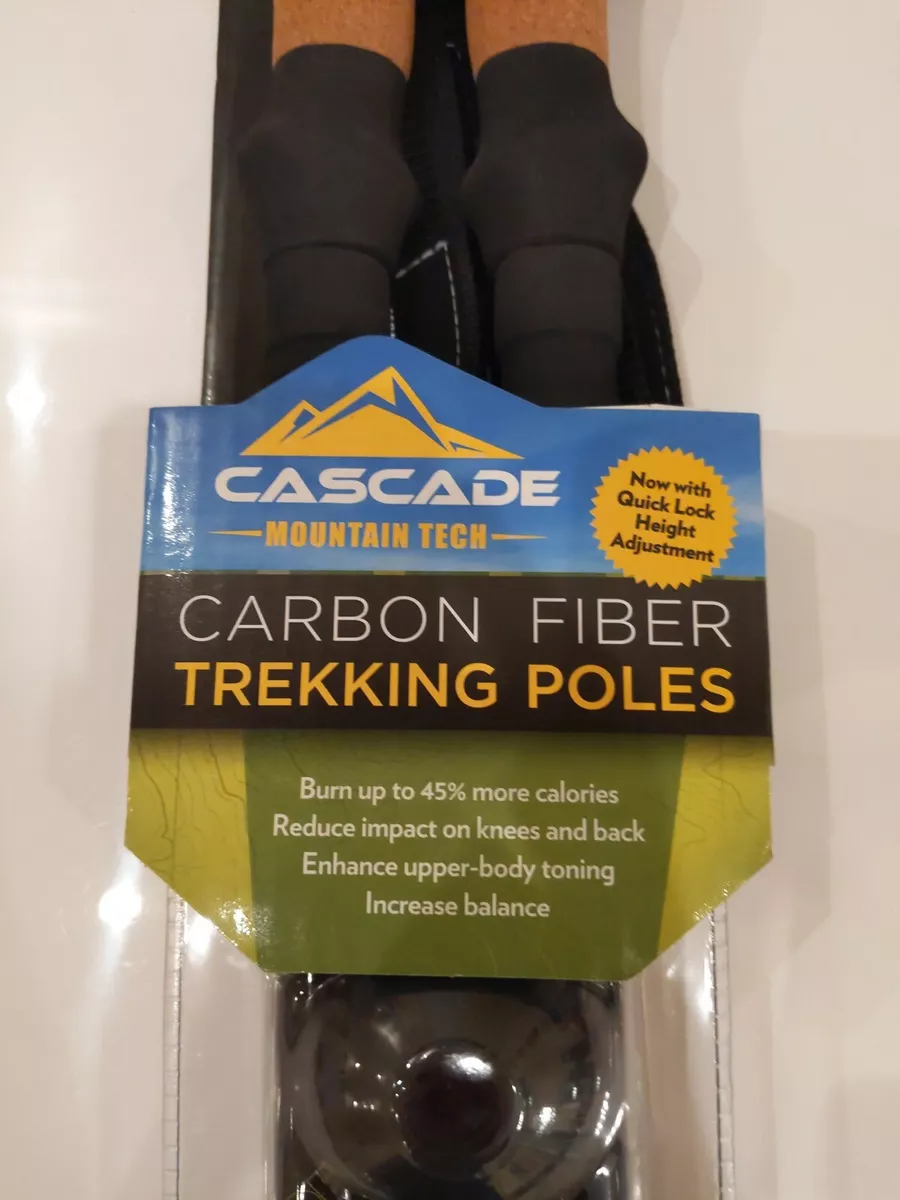 CASCADE
MOUNTAIN TECH
Now with
Quick Lock
Height
Adjustment
CARBON FIBER
TREKKING POLES
Burn up to 45% more calories
Reduce impact on knees and back
Enhance upper-body toning
Increase balance